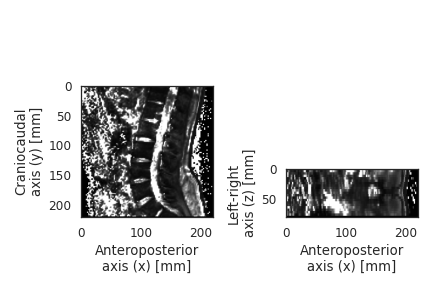 0
50
100
150
200
Craniocaudal
axis (y) [mm]
0 100 200
Anteroposterior
axis (x) [mm]
0
50
Left-right
axis (z) [mm]
0 100 200
Anteroposterior
axis (x) [mm]